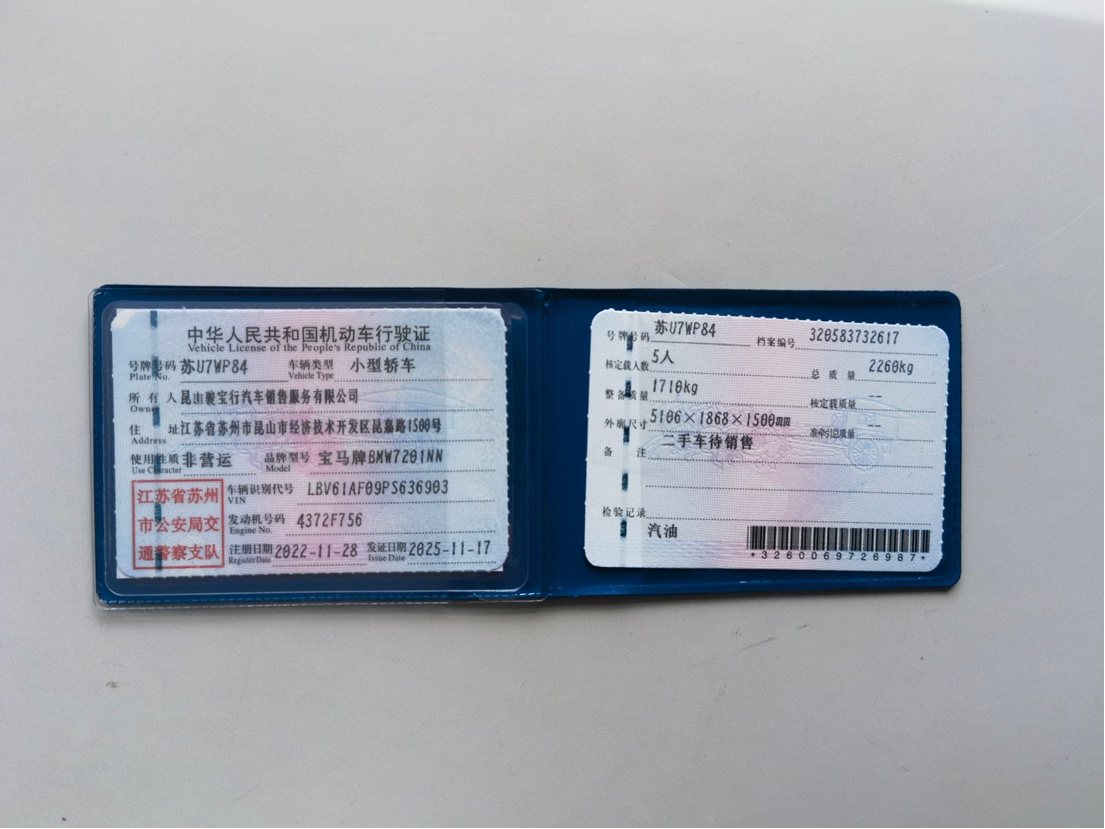 中华人民共和国机动车行驶证
Vehicle License of the People's Republic of China
号牌号码 苏U7WP84 车辆类型 小型轿车
Plate No. Vehicle Type
所有人 昆山骏宝行汽车销售服务有限公司
Owner
住址 江苏省苏州市昆山市经济技术开发区昆嘉路1500号
Address
使用性质 非营运 品牌型号 宝马牌BMW7201NN
Use Character Model
江苏省苏州
市公安局交
通警察支队
车辆识别代号 LBV61AF09PS636903
VIN
发动机号码 4372F756
Engine No.
注册日期 2022-11-28 发证日期 2025-11-17
Register Date Issue Date
号牌号码 苏U7WP84 档案编号 320583732617
核定载人数 5人 总质量 2260kg
整备质量 1710kg 核定载质量 --
外廓尺寸 5106×1868×1500mm 准牵引总质量 --
备注 二手车待销售
检验记录
汽油
*3260069726987*